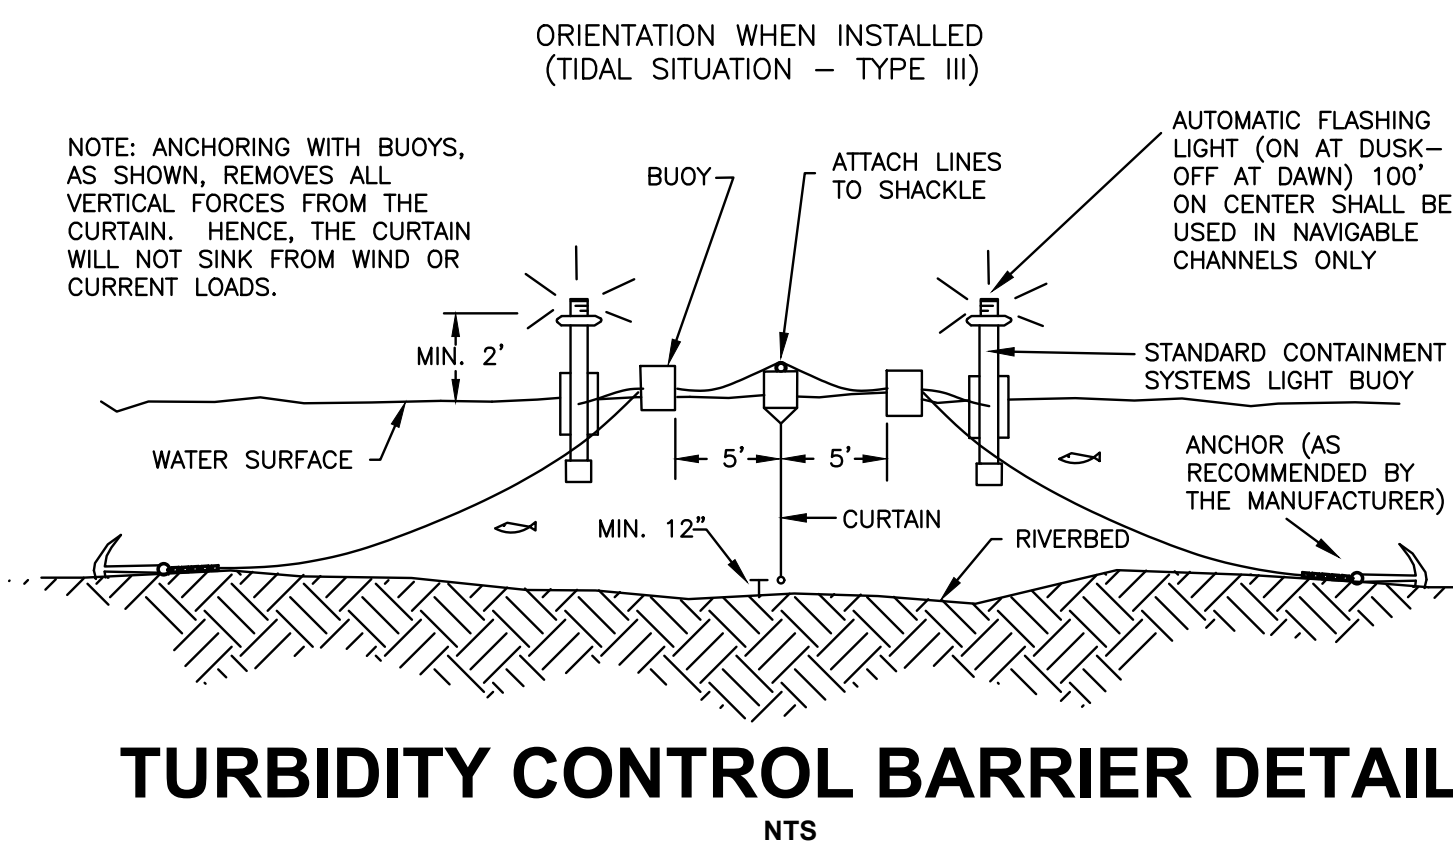 ORIENTATION WHEN INSTALLED
(TIDAL SITUATION – TYPE III)
NOTE: ANCHORING WITH BUOYS,
AS SHOWN, REMOVES ALL
VERTICAL FORCES FROM THE
CURTAIN. HENCE, THE CURTAIN
WILL NOT SINK FROM WIND OR
CURRENT LOADS.
BUOY
ATTACH LINES
TO SHACKLE
AUTOMATIC FLASHING
LIGHT (ON AT DUSK–
OFF AT DAWN) 100'
ON CENTER SHALL BE
USED IN NAVIGABLE
CHANNELS ONLY
MIN. 2'
STANDARD CONTAINMENT
SYSTEMS LIGHT BUOY
WATER SURFACE
5'
5'
ANCHOR (AS
RECOMMENDED BY
THE MANUFACTURER)
MIN. 12"
CURTAIN
RIVERBED
TURBIDITY CONTROL BARRIER DETAIL
NTS